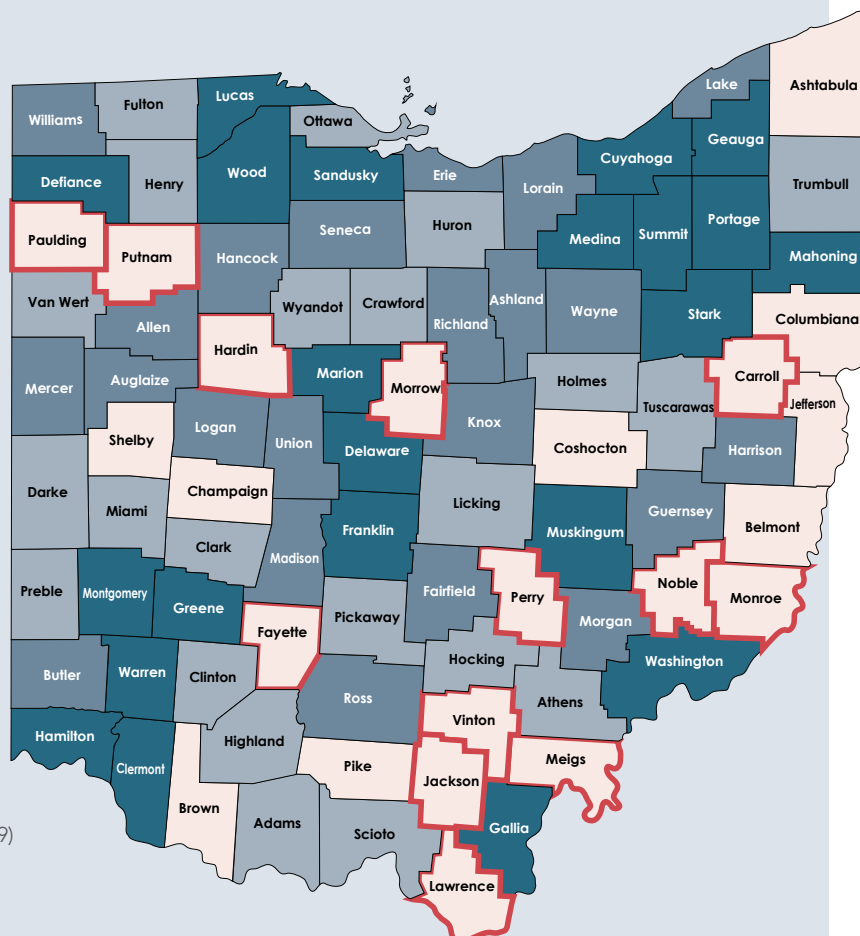 Lucas
Fulton
Williams
Ottawa
Lake
Ashtabula
Geauga
Cuyahoga
Defiance
Henry
Wood
Sandusky
Erie
Lorain
Trumbull
Portage
Paulding
Putnam
Hancock
Seneca
Huron
Medina
Summit
Mahoning
Van Wert
Allen
Wyandot
Crawford
Richland
Ashland
Wayne
Stark
Columbiana
Hardin
Marion
Morrow
Mercer
Auglaize
Holmes
Carroll
Tuscarawas
Jefferson
Shelby
Logan
Union
Knox
Coshocton
Harrison
Delaware
Darke
Champaign
Miami
Licking
Muskingum
Guernsey
Belmont
Clark
Madison
Franklin
Preble
Montgomery
Greene
Fairfield
Perry
Noble
Monroe
Fayette
Pickaway
Morgan
Butler
Warren
Clinton
Hocking
Washington
Ross
Athens
Vinton
Hamilton
Clermont
Highland
Pike
Jackson
Meigs
Brown
Adams
Scioto
Gallia
9)
Lawrence